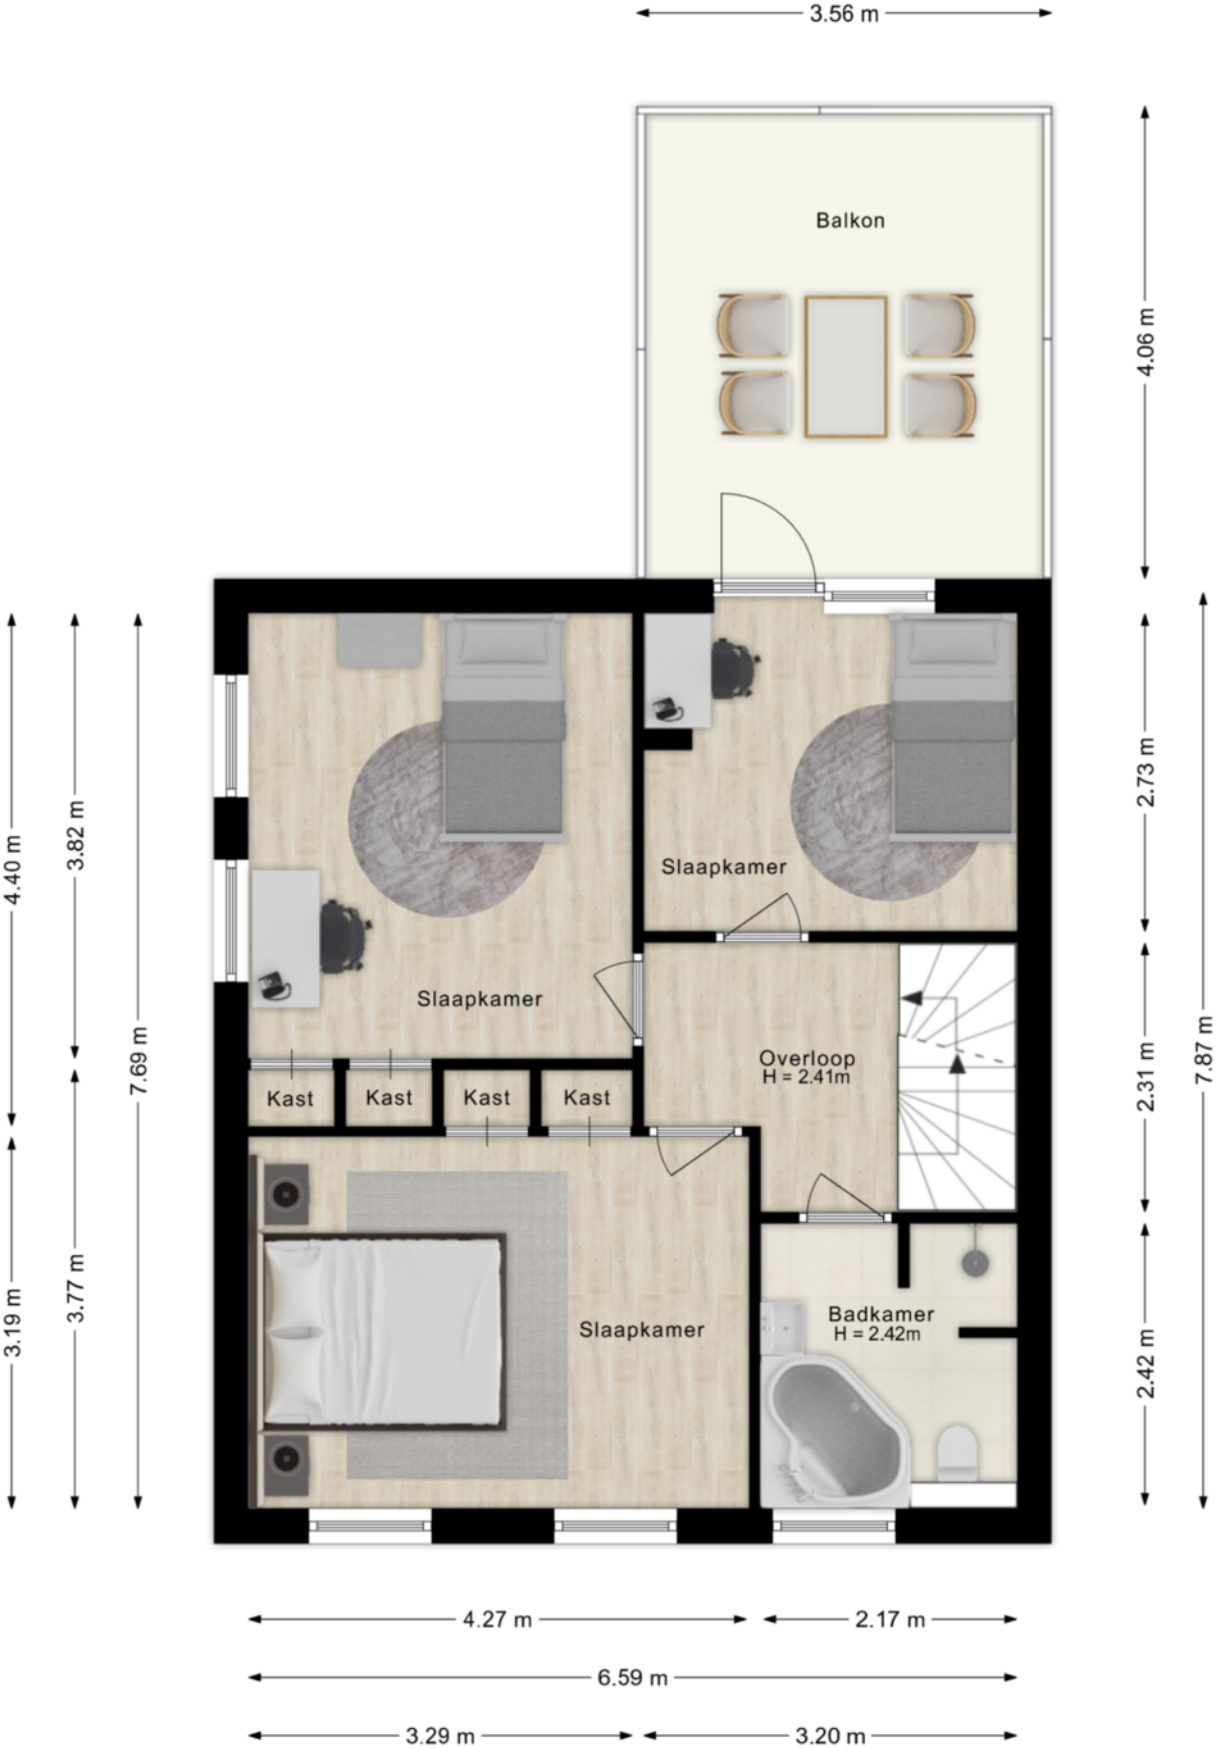 3.56 m
Balkon
4.06 m
4.40 m
3.82 m
7.69 m
2.73 m
7.87 m
Slaapkamer
Slaapkamer
Overloop
H = 2.41m
2.31 m
Kast
Kast
Kast
Kast
3.19 m
3.77 m
Slaapkamer
Badkamer
H = 2.42m
2.42 m
4.27 m
2.17 m
6.59 m
3.29 m
3.20 m